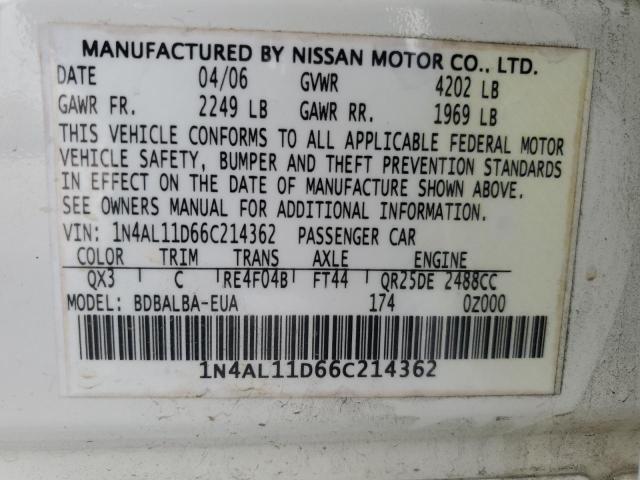 MANUFACTURED BY NISSAN MOTOR CO., LTD.
DATE 04/06 GVWR 4202 LB
GAWR FR. 2249 LB GAWR RR. 1969 LB
THIS VEHICLE CONFORMS TO ALL APPLICABLE FEDERAL MOTOR
VEHICLE SAFETY, BUMPER AND THEFT PREVENTION STANDARDS
IN EFFECT ON THE DATE OF MANUFACTURE SHOWN ABOVE.
SEE OWNERS MANUAL FOR ADDITIONAL INFORMATION.
VIN: 1N4AL11D66C214362 PASSENGER CAR
COLOR TRIM TRANS AXLE ENGINE
QX3 C RE4F04B FT44 QR25DE 2488CC
MODEL: BDBALBA-EUA 174 0Z000
1N4AL11D66C214362